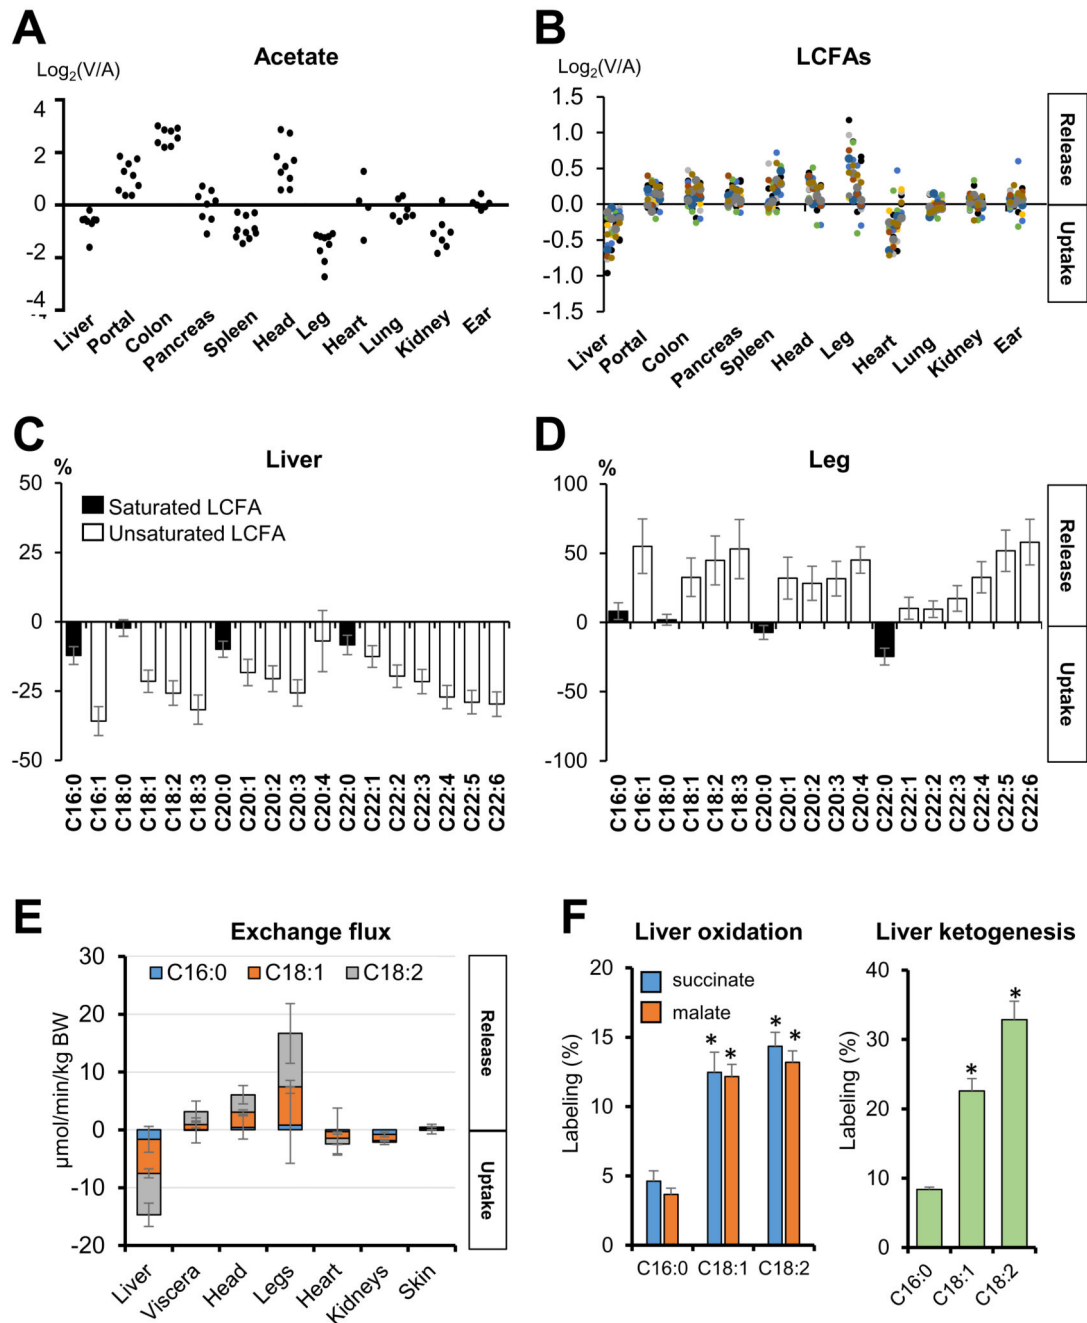 A
Acetate
Log2(V/A)
4
2
0
-2
-4
Liver
Portal
Colon
Pancreas
Spleen
Head
Leg
Heart
Lung
Kidney
Ear
B
LCFAs
Log2(V/A)
1.5
1.0
0.5
0.0
-0.5
-1.0
-1.5
Release
Uptake
Liver
Portal
Colon
Pancreas
Spleen
Head
Leg
Heart
Lung
Kidney
Ear
C
Liver
%
50
25
0
-25
-50
Saturated LCFA
Unsaturated LCFA
C16:0
C16:1
C18:0
C18:1
C18:2
C18:3
C20:0
C20:1
C20:2
C20:3
C20:4
C22:0
C22:1
C22:2
C22:3
C22:4
C22:5
C22:6
D
Leg
%
100
50
0
-50
-100
Release
Uptake
C16:0
C16:1
C18:0
C18:1
C18:2
C18:3
C20:0
C20:1
C20:2
C20:3
C20:4
C22:0
C22:1
C22:2
C22:3
C22:4
C22:5
C22:6
E
Exchange flux
µmol/min/kg BW
30
20
10
0
-10
-20
C16:0 C18:1 C18:2
Release
Uptake
Liver
Viscera
Head
Legs
Heart
Kidneys
Skin
F
Liver oxidation
Labeling (%)
20
15
10
5
0
succinate
malate
* * * *
C16:0 C18:1 C18:2
Liver ketogenesis
Labeling (%)
40
30
20
10
0
* *
C16:0
C18:1
C18:2